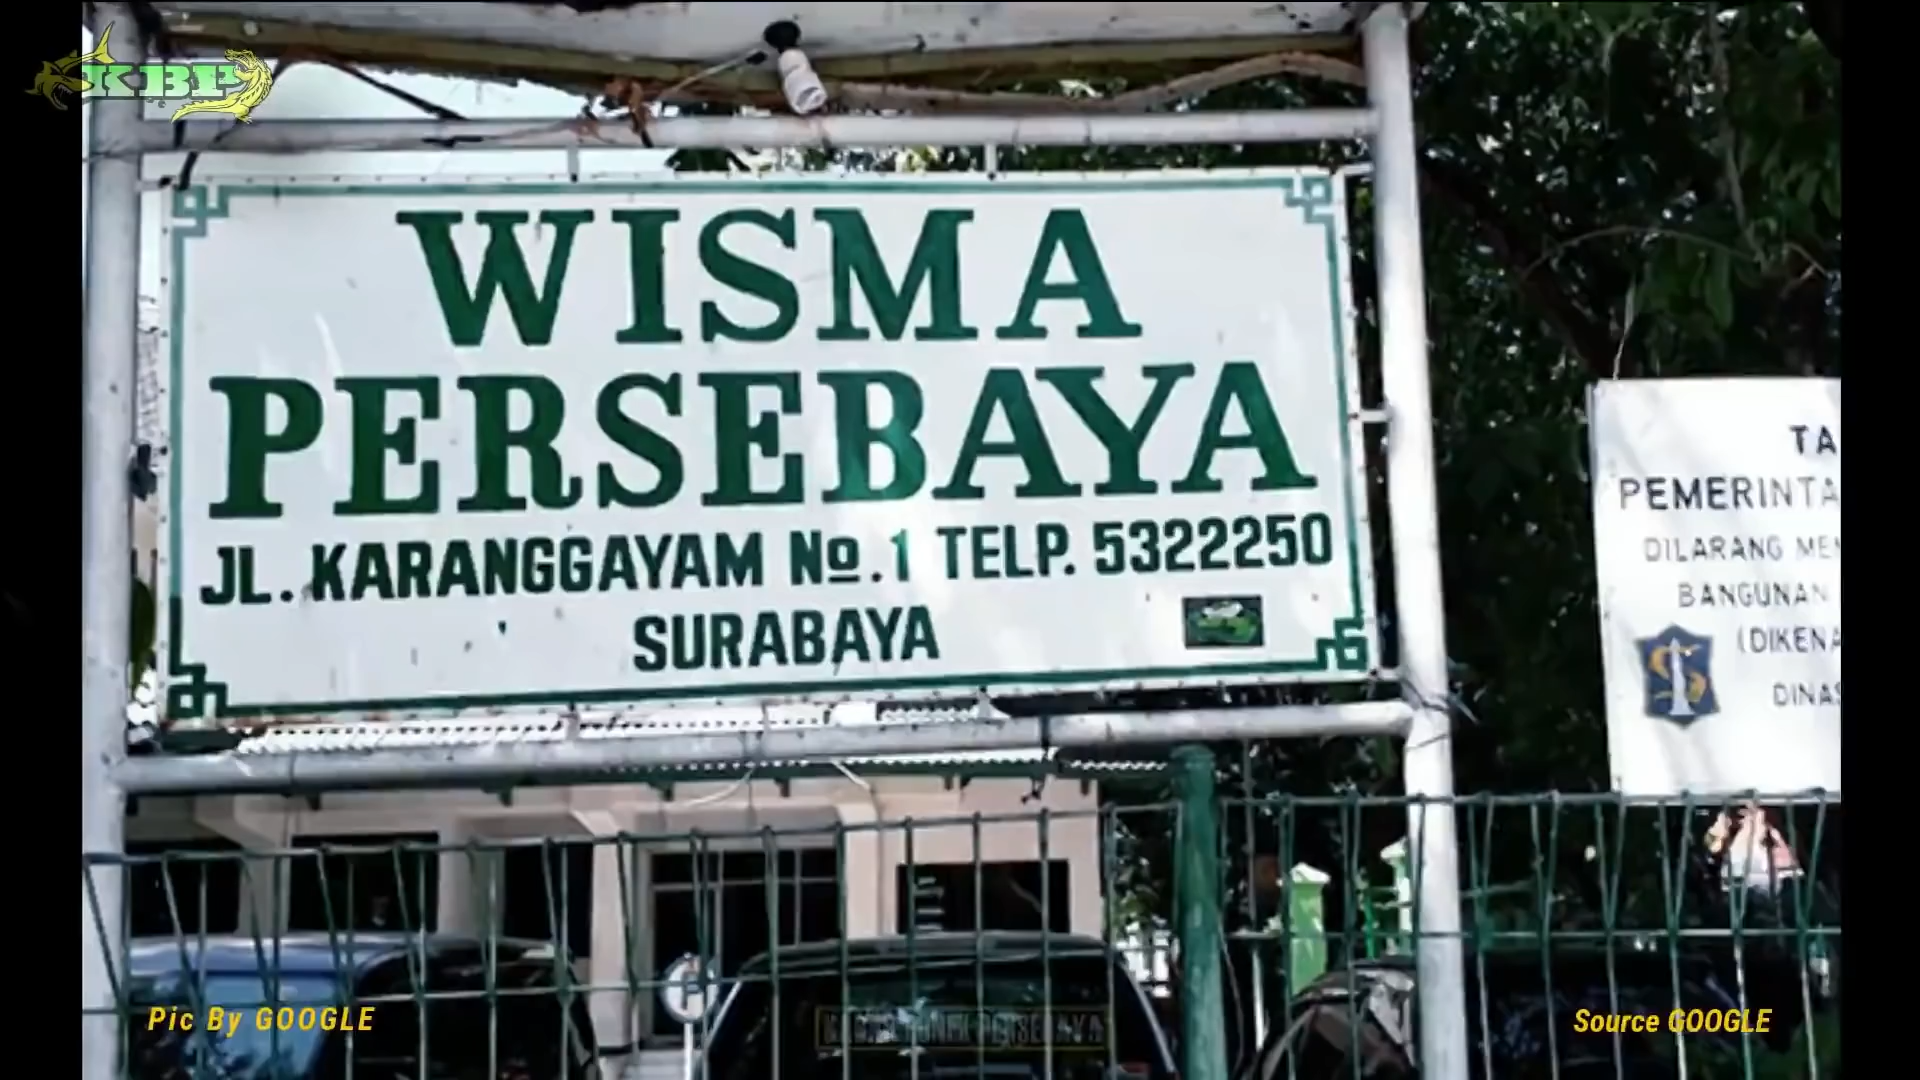 KBP
WISMA
PERSEBAYA
JL. KARANGGAYAM No. 1 TELP. 5322250
SURABAYA
TA
PEMERINTA
DILARANG ME
BANGUNAN
(DIKENA
DINAS
Pic By GOOGLE
Source GOOGLE